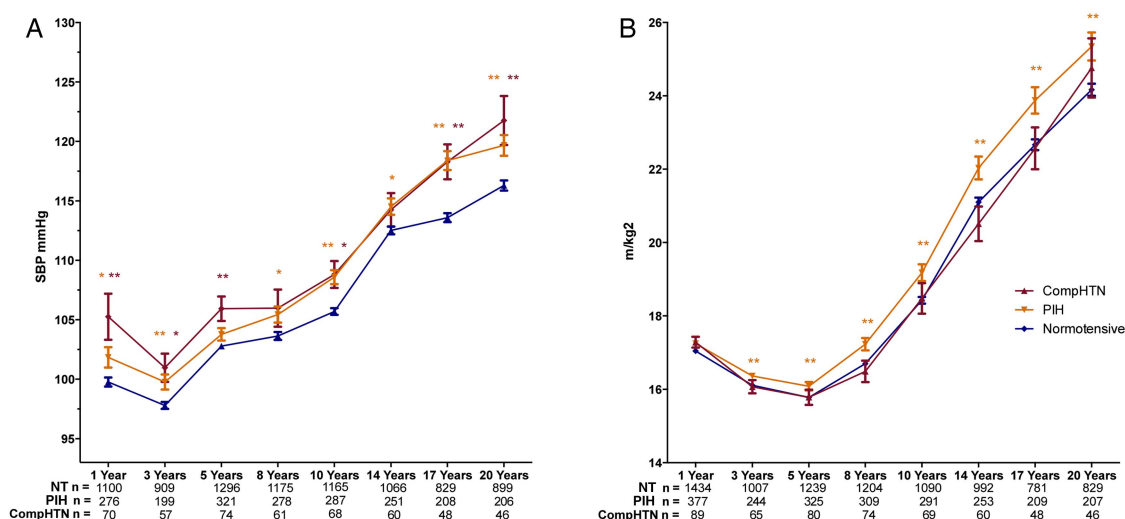 A
130
125
120
115
110
105
100
95
SBP mmHg
* **
** *
**
*
** *
*
** **
** **
1 Year 3 Years 5 Years 8 Years 10 Years 14 Years 17 Years 20 Years
NT n = 1100 909 1296 1175 1165 1066 829 899
PIH n = 276 199 321 278 287 251 208 206
CompHTN n = 70 57 74 61 68 60 48 46
B
26
24
22
20
18
16
14
m/kg2
**
**
**
**
**
**
**
CompHTN
PIH
Normotensive
1 Year 3 Years 5 Years 8 Years 10 Years 14 Years 17 Years 20 Years
NT n = 1434 1007 1239 1204 1090 992 781 829
PIH n = 377 244 325 309 291 253 209 207
CompHTN n = 89 65 80 74 69 60 48 46